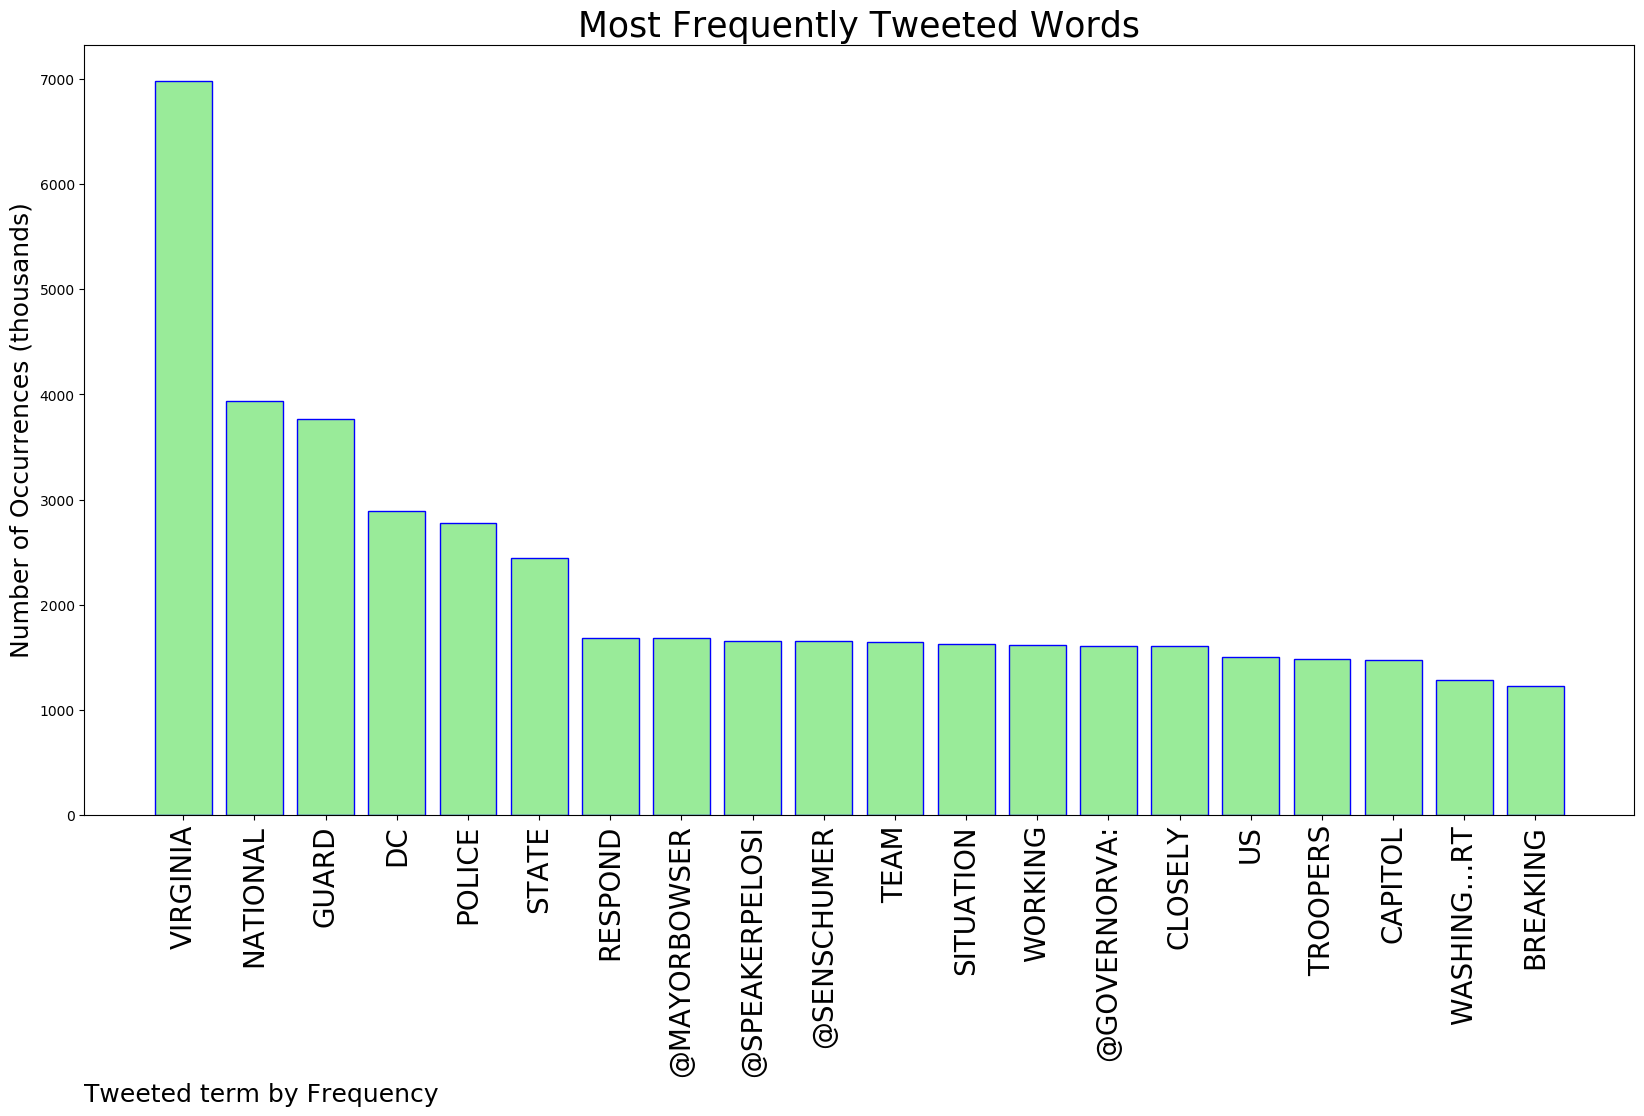 Most Frequently Tweeted Words
Number of Occurrences (thousands)
7000
6000
5000
4000
3000
2000
1000
0
VIRGINIA
NATIONAL
GUARD
DC
POLICE
STATE
RESPOND
@MAYORBOWSER
@SPEAKERPELOSI
@SENSCHUMER
TEAM
SITUATION
WORKING
@GOVERNORVA:
CLOSELY
US
TROOPERS
CAPITOL
WASHING...RT
BREAKING
Tweeted term by Frequency